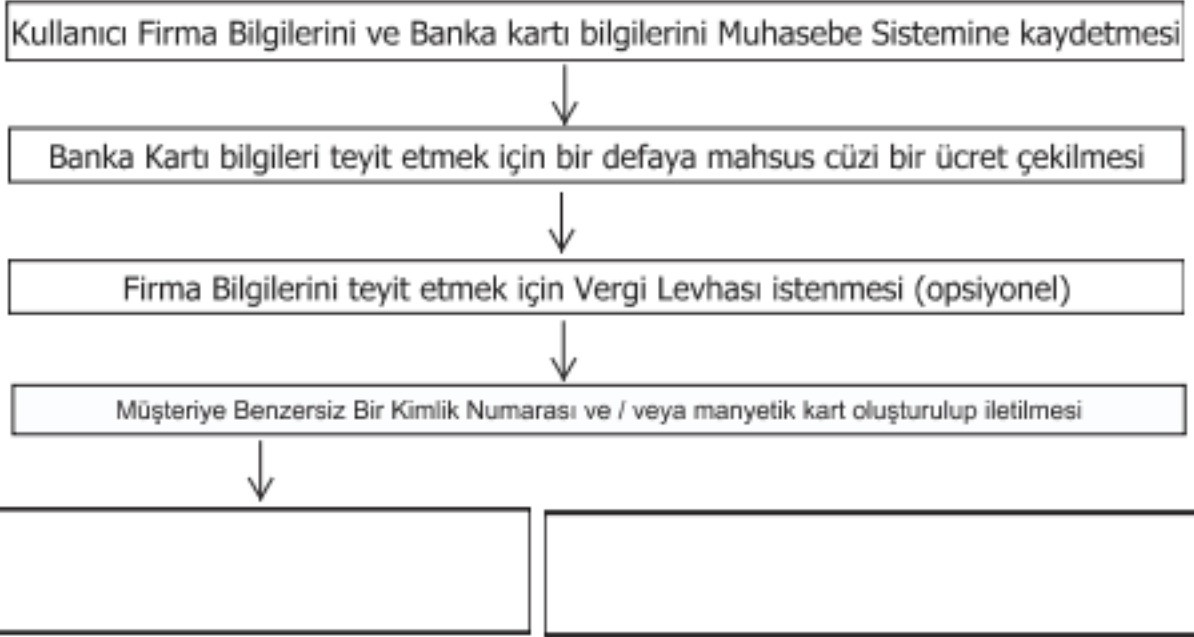 Kullanıcı Firma Bilgilerini ve Banka kartı bilgilerini Muhasebe Sistemine kaydetmesi
Banka Kartı bilgileri teyit etmek için bir defaya mahsus cüzi bir ücret çekilmesi
Firma Bilgilerini teyit etmek için Vergi Levhası istenmesi (opsiyonel)
Müşteriye Benzersiz Bir Kimlik Numarası ve / veya manyetik kart oluşturulup iletilmesi